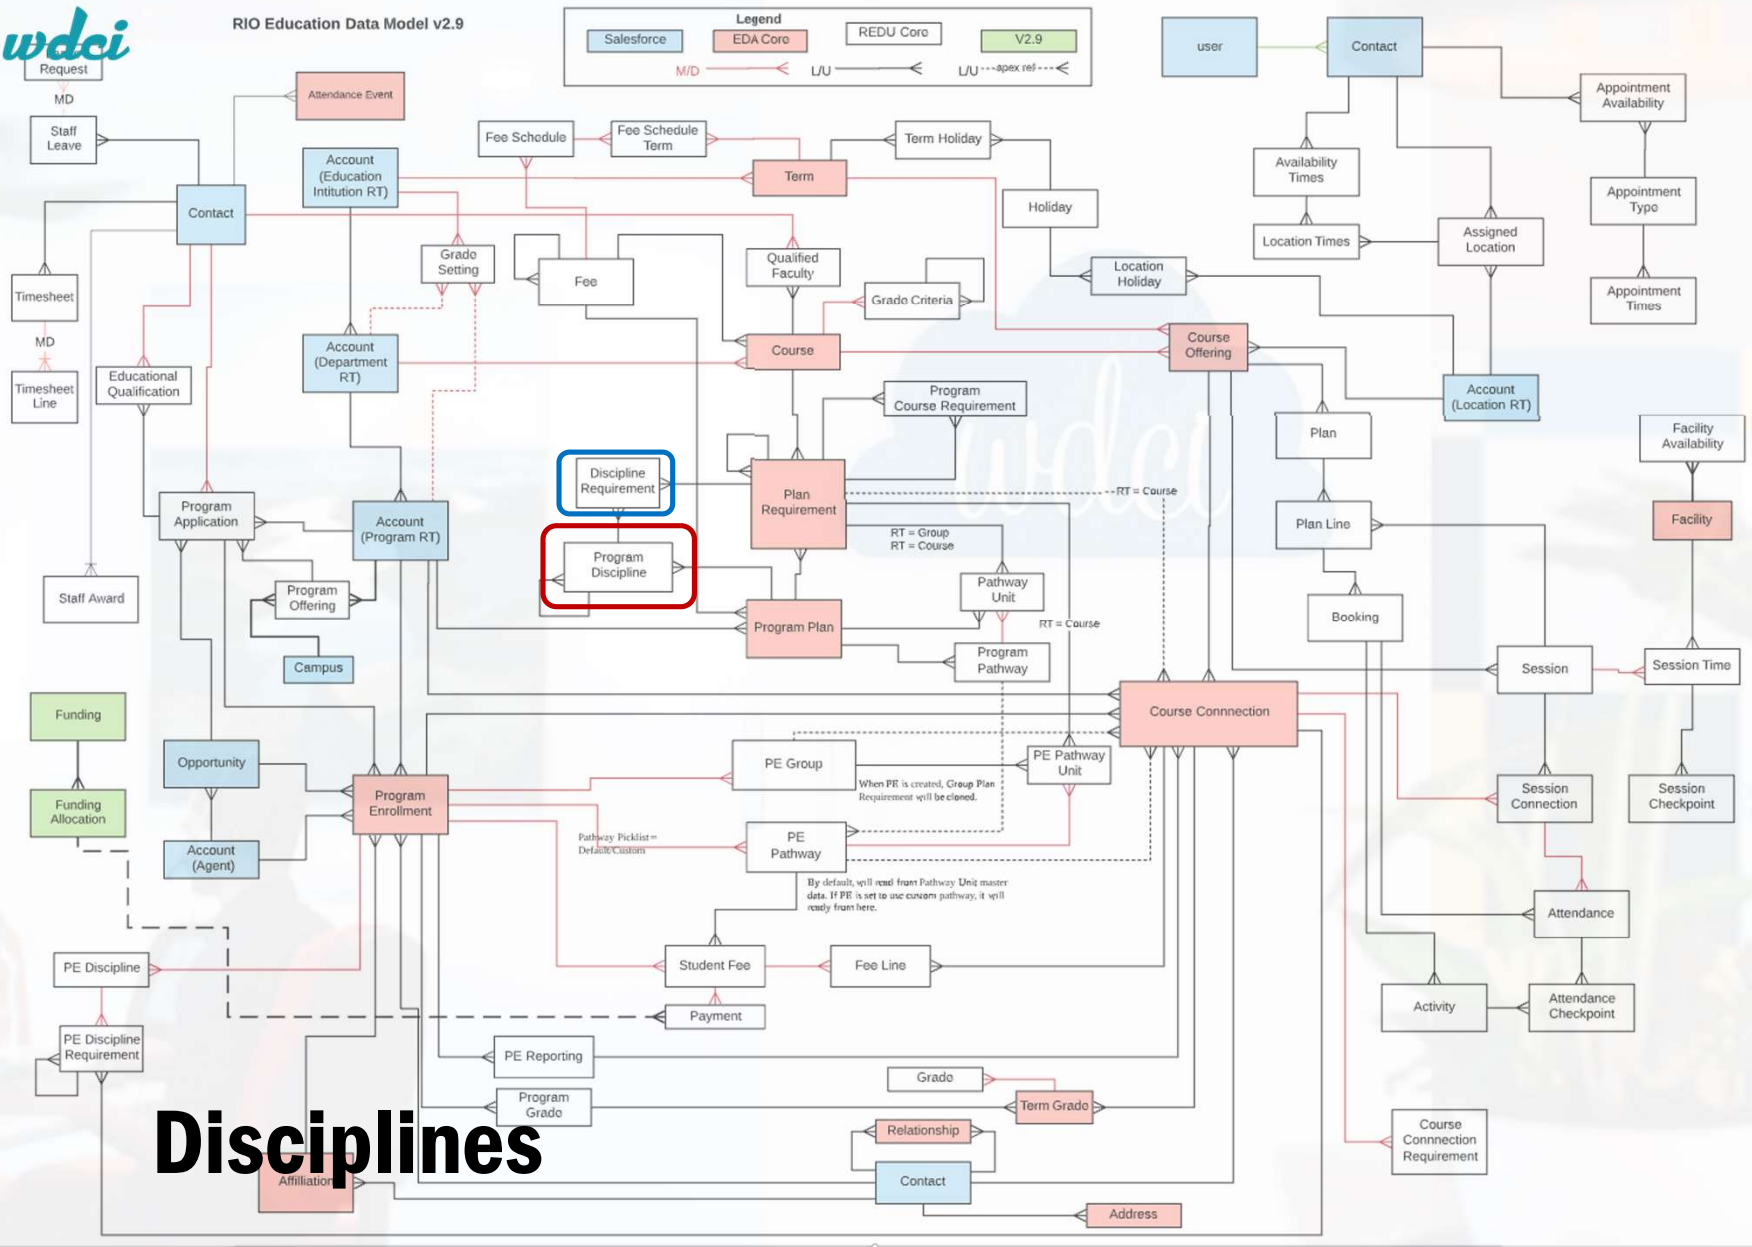 wdci
RIO Education Data Model v2.9
Legend
Salesforce
EDA Core
REDU Core
V2.9
M/D
L/U
L/U
apex ref
user
Contact
Request
MD
Staff
Leave
Attendance Event
Account
(Education
Intitution RT)
Fee Schedule
Fee Schedule
Term
Term Holiday
Term
Holiday
Appointment
Availability
Availability
Times
Appointment
Type
Location Times
Assigned
Location
Appointment
Times
Contact
Timesheet
MD
Timesheet
Line
Grade
Setting
Fee
Qualified
Faculty
Grade Criteria
Location
Holiday
Educational
Qualification
Account
(Department
RT)
Course
Course
Offering
Account
(Location RT)
Program
Course Requirement
Plan
Facility
Availability
Discipline
Requirement
Plan
Requirement
RT = Course
Program
Application
Account
(Program RT)
RT = Group
RT = Course
Plan Line
Facility
Program
Discipline
Staff Award
Program
Offering
Pathway
Unit
Booking
Program Plan
RT = Course
Campus
Program
Pathway
Session
Session Time
Funding
Course Connnection
Opportunity
PE Group
PE Pathway
Unit
When PE is created, Group Plan
Requirement will be cloned.
Funding
Allocation
Program
Enrollment
Session
Connection
Session
Checkpoint
Pathway Picklist=
Default/Custom
PE
Pathway
Account
(Agent)
By default, will read from Pathway Unit master
data. If PE is set to use custom pathway, it will
ready from here.
Attendance
PE Discipline
Student Fee
Fee Line
Payment
Activity
Attendance
Checkpoint
PE Discipline
Requirement
PE Reporting
Grade
Program
Grade
Term Grade
Disciplines
Relationship
Course
Connnection
Requirement
Affilliation
Contact
Address